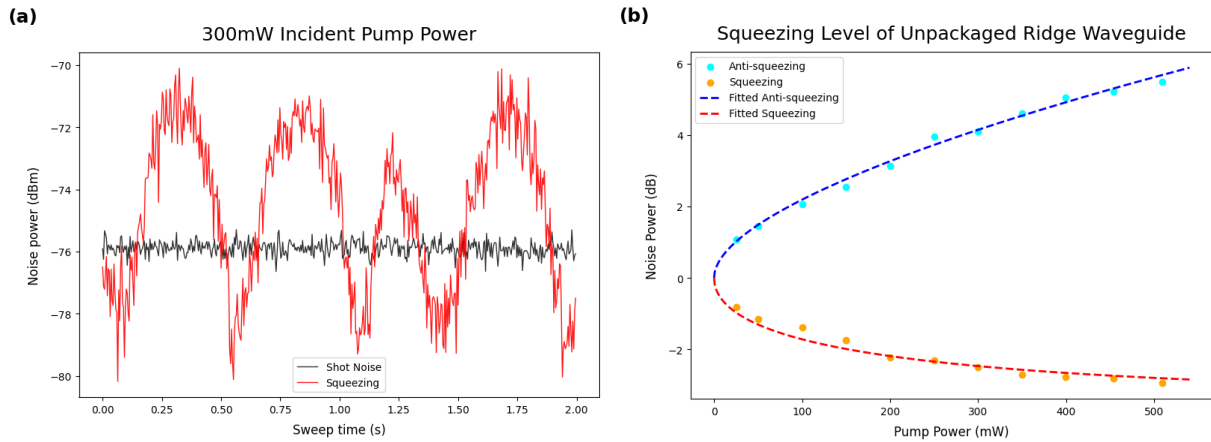 (a)
300mW Incident Pump Power
Noise power (dBm)
−70
−72
−74
−76
−78
−80
Shot Noise
Squeezing
0.00 0.25 0.50 0.75 1.00 1.25 1.50 1.75 2.00
Sweep time (s)
(b)
Squeezing Level of Unpackaged Ridge Waveguide
Noise Power (dB)
6
4
2
0
−2
Anti-squeezing
Squeezing
Fitted Anti-squeezing
Fitted Squeezing
0 100 200 300 400 500
Pump Power (mW)